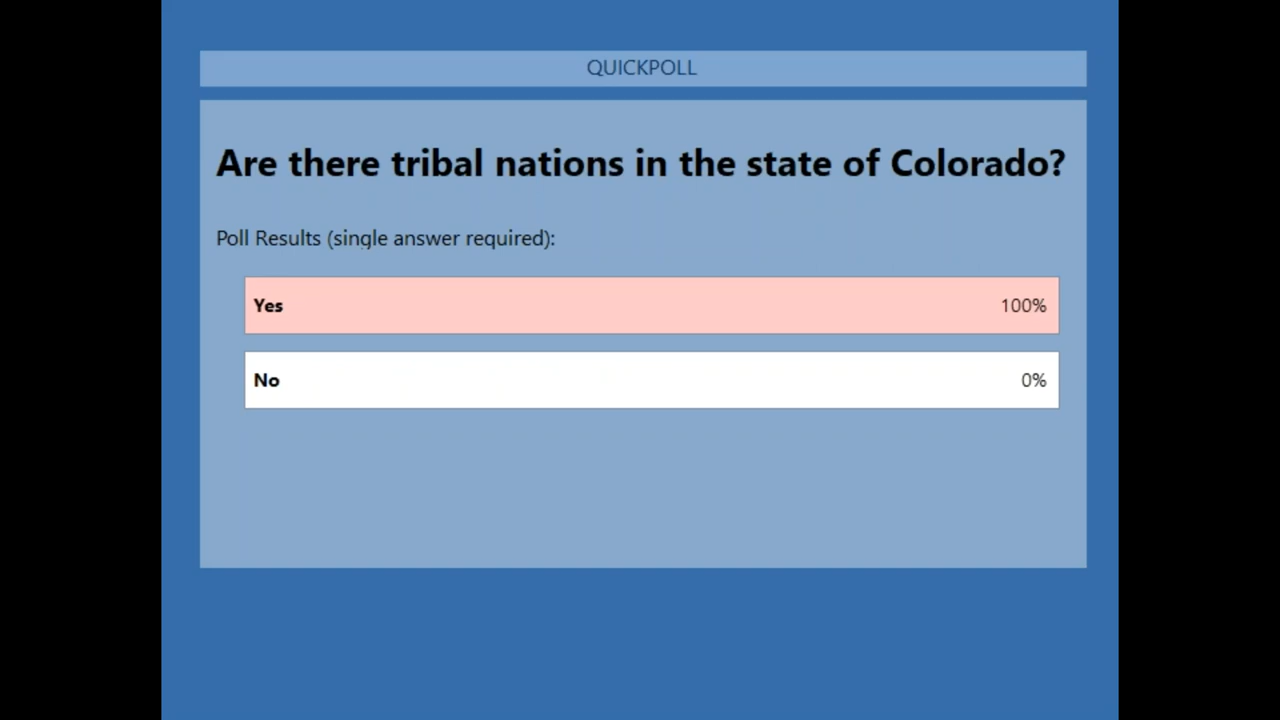 QUICKPOLL
Are there tribal nations in the state of Colorado?
Poll Results (single answer required):
Yes 100%
No 0%